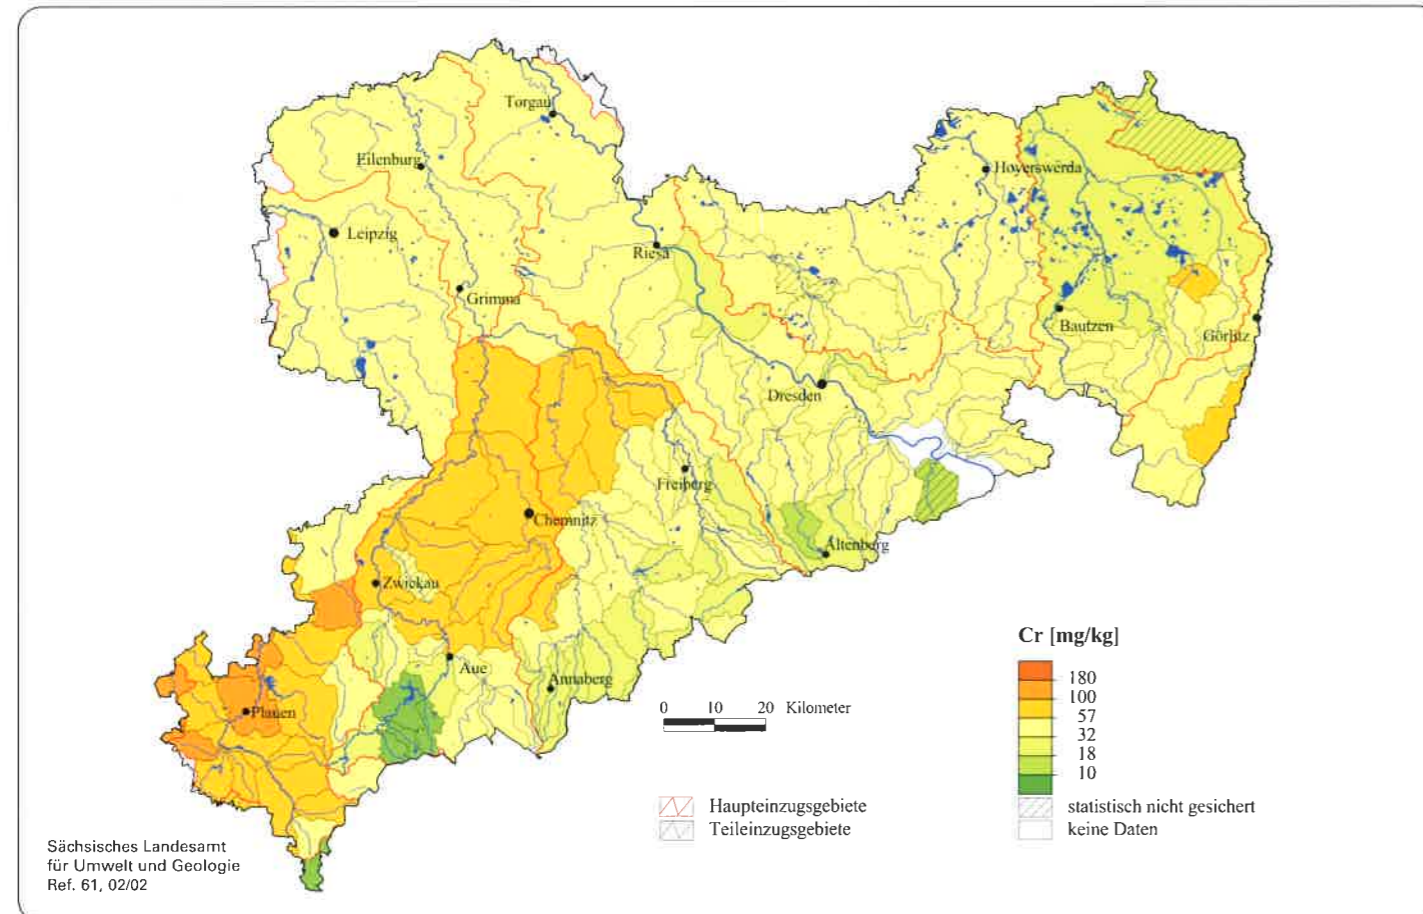 Torgau
Eilenburg
Hoyerswerda
Leipzig
Riesa
Grimma
Bautzen
Görlitz
Dresden
Freiberg
Chemnitz
Altenberg
Zwickau
Aue
Annaberg
Plauen
Cr [mg/kg]
180
100
57
32
18
10
0 10 20 Kilometer
Haupteinzugsgebiete
Teileinzugsgebiete
statistisch nicht gesichert
keine Daten
Sächsisches Landesamt
für Umwelt und Geologie
Ref. 61, 02/02